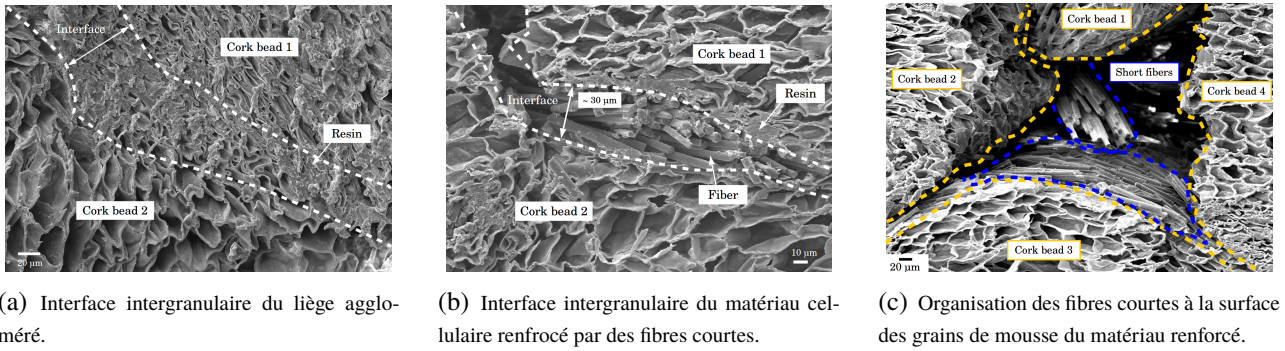 Interface
Cork bead 1
Resin
Cork bead 2
20 µm
Cork bead 1
Resin
Interface
~ 30 µm
Fiber
Cork bead 2
10 µm
Cork bead 1
Short fibers
Cork bead 2
Cork bead 4
Cork bead 3
20 µm
(a) Interface intergranulaire du liège agglo-
méré.
(b) Interface intergranulaire du matériau cel-
lulaire renfrocé par des fibres courtes.
(c) Organisation des fibres courtes à la surface
des grains de mousse du matériau renforcé.